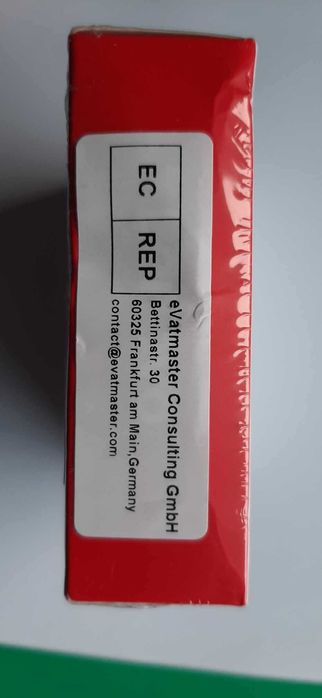 EC REP
eVatmaster Consulting GmbH
Bettinastr. 30
60325 Frankfurt am Main,Germany
contact@evatmaster.com